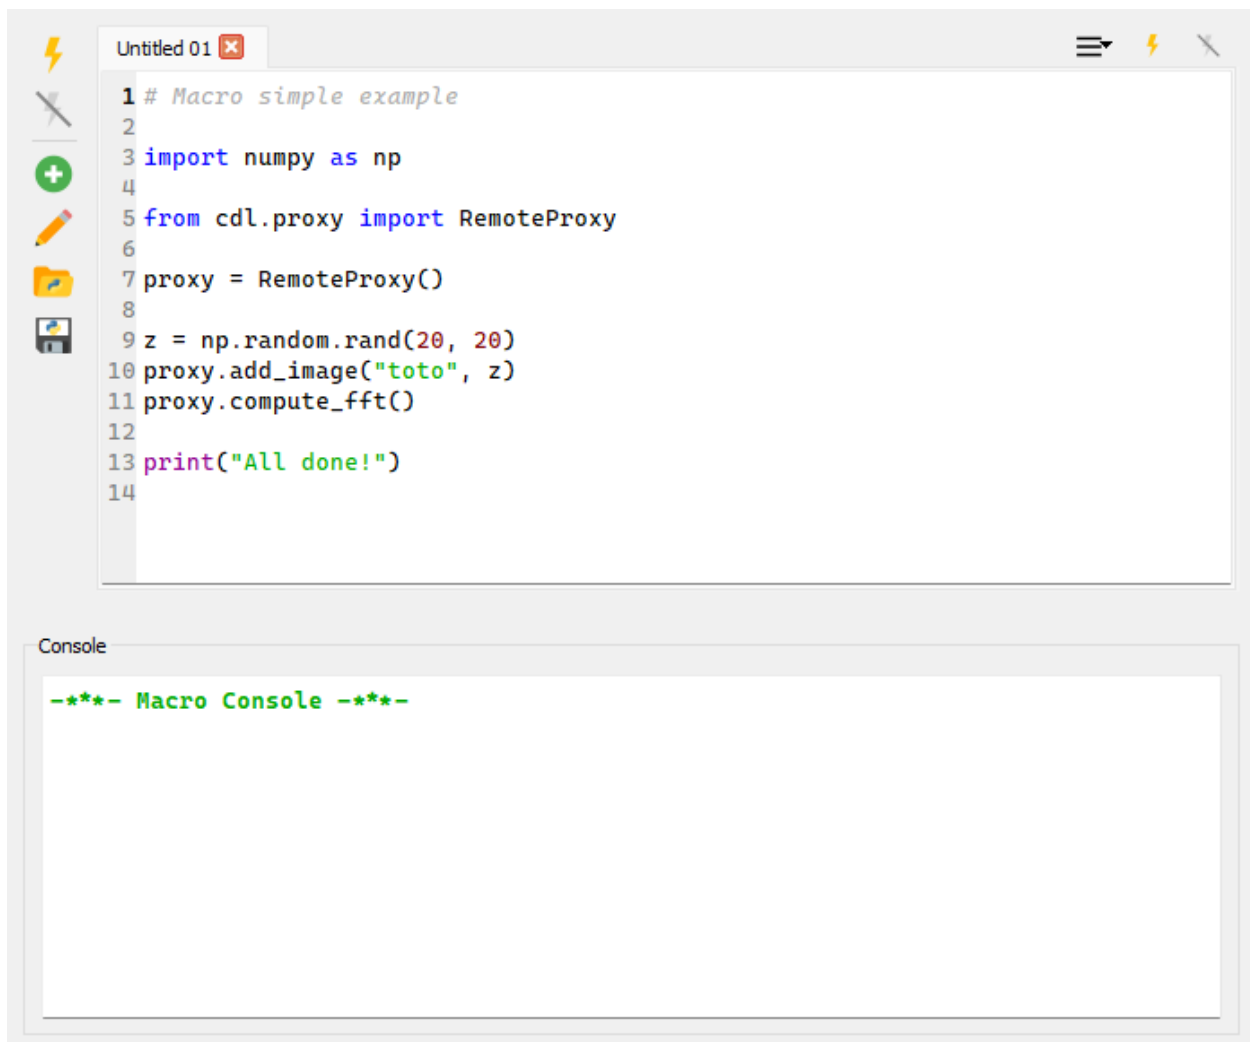 Untitled 01
1 # Macro simple example
2
3 import numpy as np
4
5 from cdl.proxy import RemoteProxy
6
7 proxy = RemoteProxy()
8
9 z = np.random.rand(20, 20)
10 proxy.add_image("toto", z)
11 proxy.compute_fft()
12
13 print("All done!")
14
Console
-***- Macro Console -***-